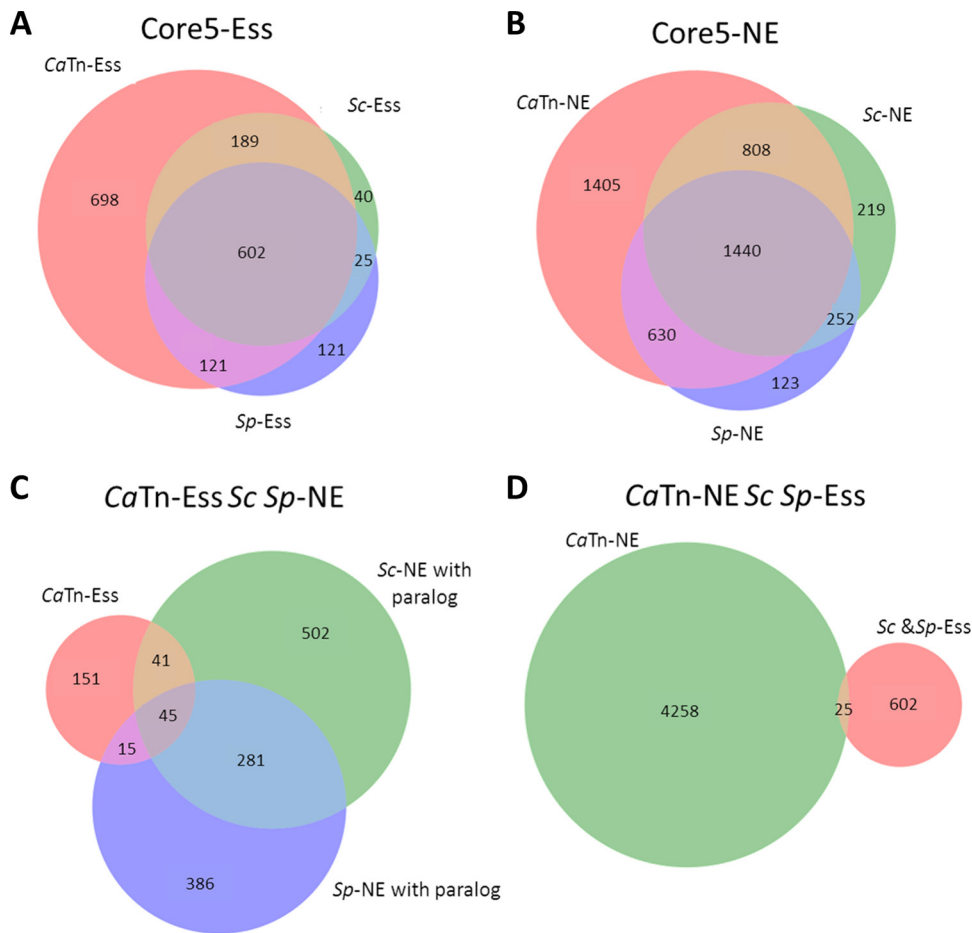 A
Core5-Ess
CaTn-Ess
Sc-Ess
189
698
40
602
25
121
121
Sp-Ess
B
Core5-NE
CaTn-NE
Sc-NE
808
1405
219
1440
252
630
123
Sp-NE
C
CaTn-Ess Sc Sp-NE
Sc-NE with
paralog
CaTn-Ess
502
41
151
45
15
281
386
Sp-NE with paralog
D
CaTn-NE Sc Sp-Ess
CaTn-NE
Sc &Sp-Ess
4258
25
602